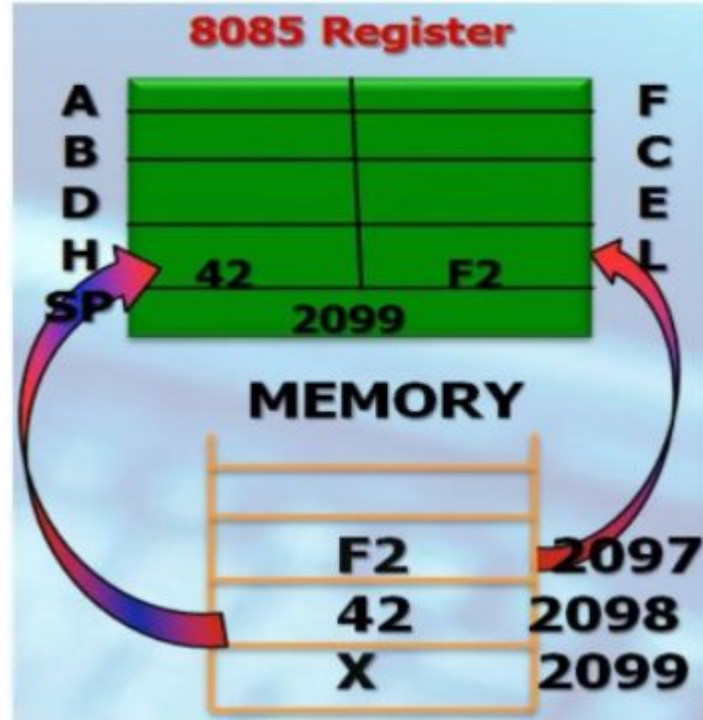 8085 Register
A F
B C
D E
H 42 F2 L
SP 2099
MEMORY
F2 2097
42 2098
X 2099